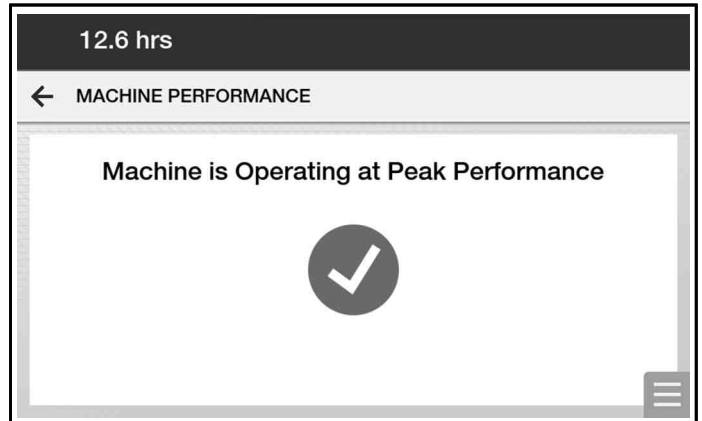 12.6 hrs
MACHINE PERFORMANCE
Machine is Operating at Peak Performance